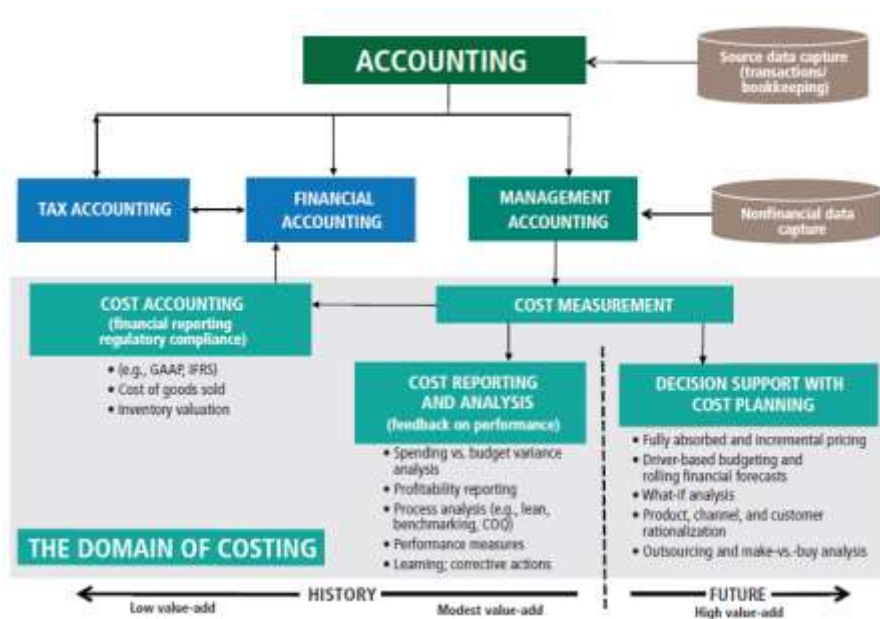 ACCOUNTING
Source data capture
(transactions/
bookkeeping)
TAX ACCOUNTING
FINANCIAL
ACCOUNTING
MANAGEMENT
ACCOUNTING
Nonfinancial data
capture
COST ACCOUNTING
(financial reporting
regulatory compliance)
• (e.g., GAAP, IFRS)
• Cost of goods sold
• Inventory valuation
COST MEASUREMENT
COST REPORTING
AND ANALYSIS
(feedback on performance)
• Spending vs. budget variance
analysis
• Profitability reporting
• Process analysis (e.g., lean,
benchmarking, COQ)
• Performance measures
• Learning; corrective actions
DECISION SUPPORT WITH
COST PLANNING
• Fully absorbed and incremental pricing
• Driver-based budgeting and
rolling financial forecasts
• What-if analysis
• Product, channel, and customer
rationalization
• Outsourcing and make-vs.-buy analysis
THE DOMAIN OF COSTING
HISTORY
FUTURE
Low value-add
Modest value-add
High value-add